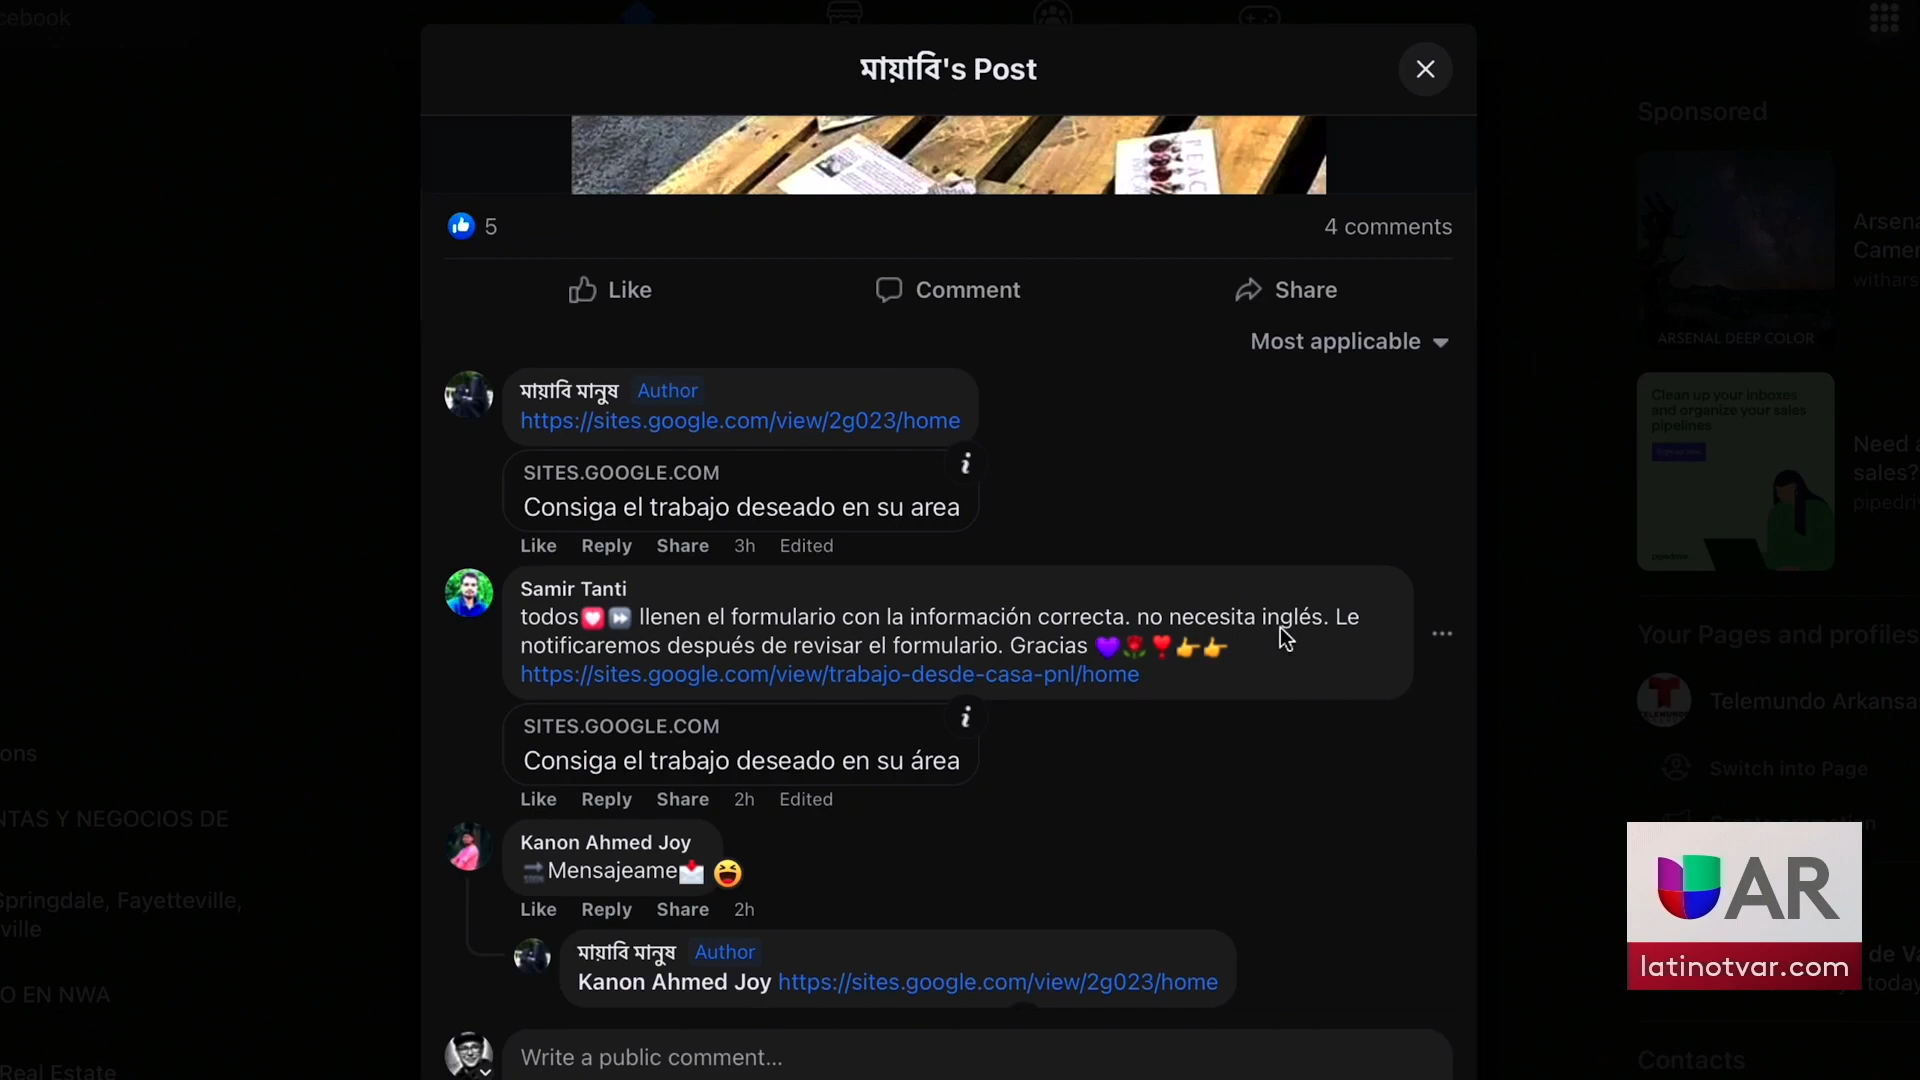 cebook
মায়াবি's Post
Sponsored
PEAC
5
4 comments
Like
Comment
Share
Most applicable
মায়াবি মানুষ Author
https://sites.google.com/view/2g023/home
SITES.GOOGLE.COM
Consiga el trabajo deseado en su area
Like Reply Share 3h Edited
Samir Tanti
todos💟⏩ llenen el formulario con la información correcta. no necesita inglés. Le
notificaremos después de revisar el formulario. Gracias 💜🌹❣️👉👉
https://sites.google.com/view/trabajo-desde-casa-pnl/home
SITES.GOOGLE.COM
Consiga el trabajo deseado en su área
Like Reply Share 2h Edited
Kanon Ahmed Joy
🔜Mensajeame📩😆
Like Reply Share 2h
মায়াবি মানুষ Author
Kanon Ahmed Joy https://sites.google.com/view/2g023/home
Write a public comment...
ons
NTAS Y NEGOCIOS DE
Springdale, Fayetteville,
ville
O EN NWA
Real Estate
Arsena
Camer
withars
ARSENAL DEEP COLOR
Clean up your inboxes
and organize your sales
pipelines
Need a
sales?
pipedri
Your Pages and profiles
Telemundo Arkansa
Switch into Page
AR
latinotvar.com
de Va
today
Contacts